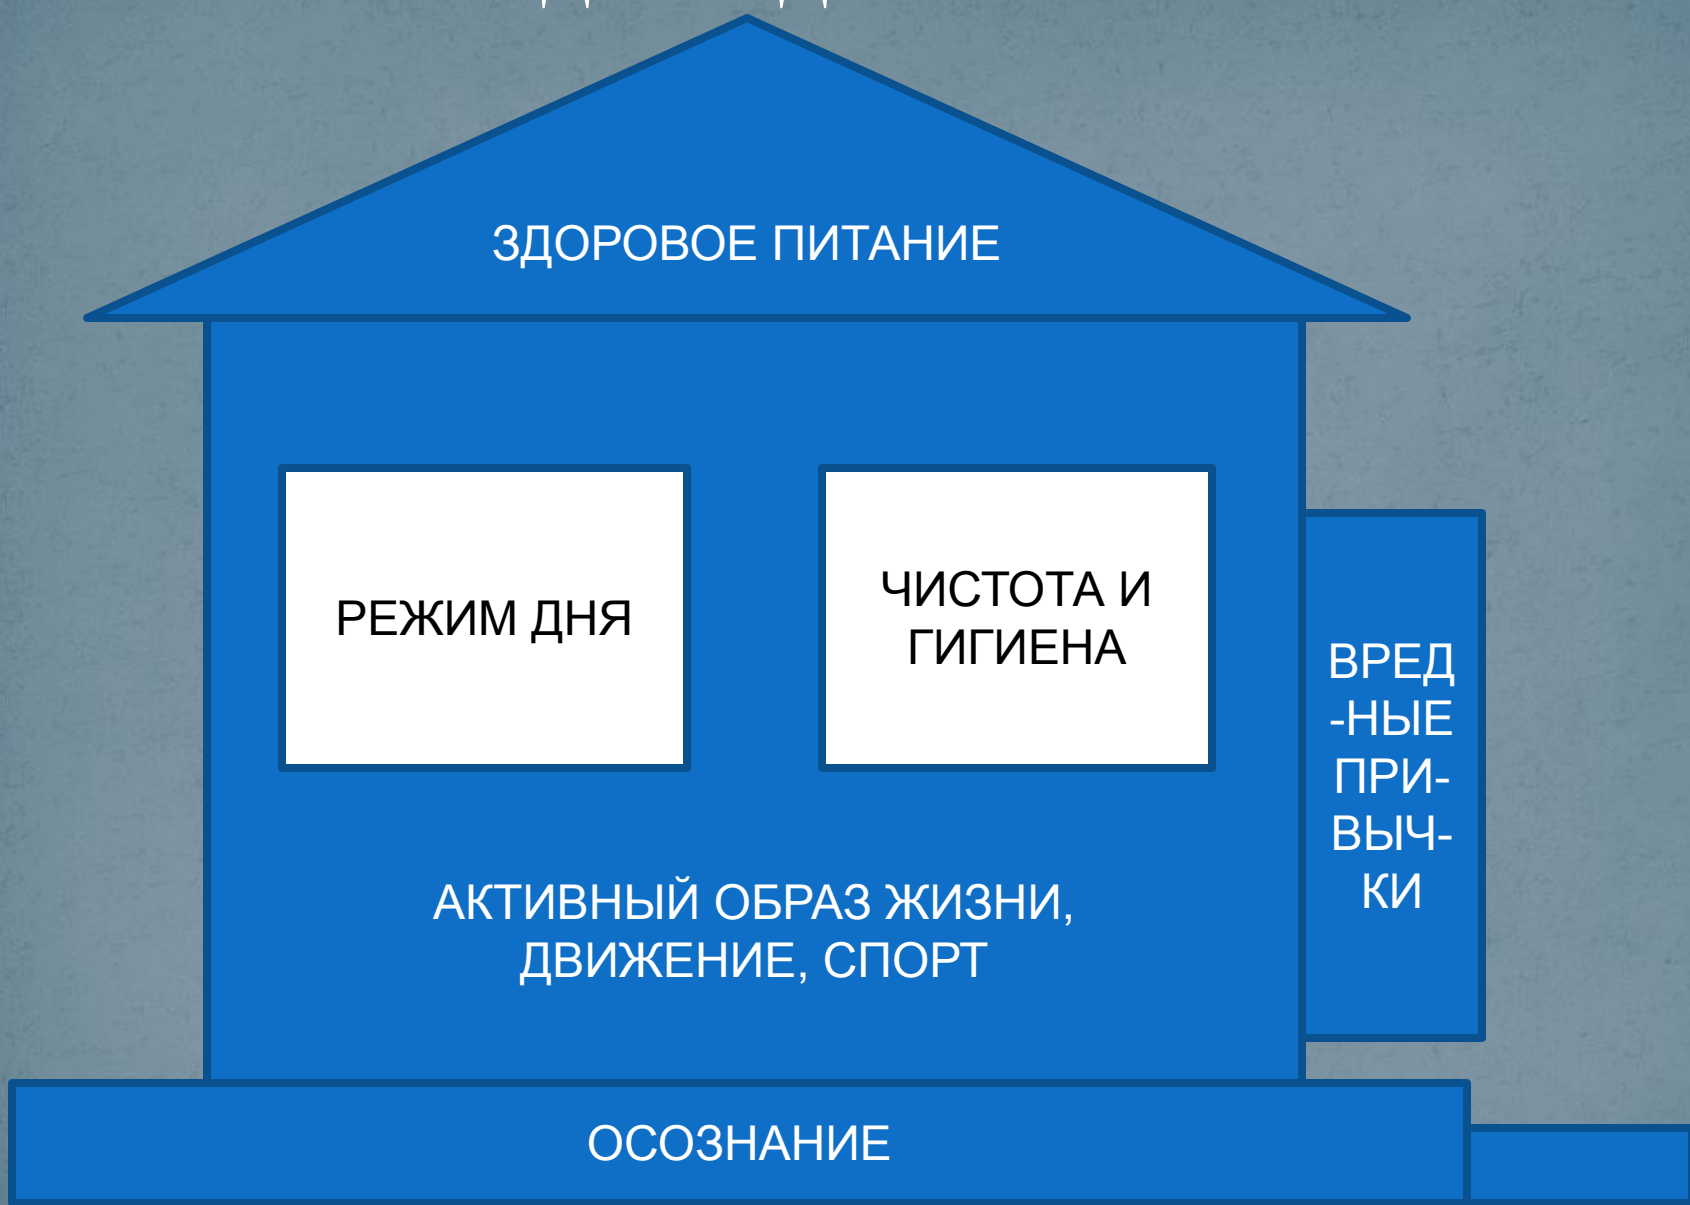 ЗДОРОВОЕ ПИТАНИЕ
РЕЖИМ ДНЯ
ЧИСТОТА И
ГИГИЕНА
ВРЕД
-НЫЕ
ПРИ-
ВЫЧ-
КИ
АКТИВНЫЙ ОБРАЗ ЖИЗНИ,
ДВИЖЕНИЕ, СПОРТ
ОСОЗНАНИЕ